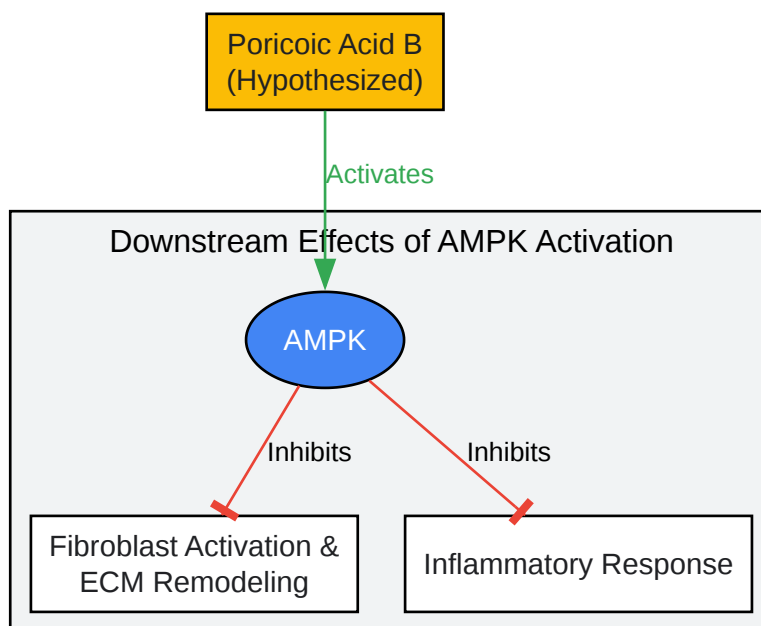 Poricoic Acid B
(Hypothesized)
Activates
Downstream Effects of AMPK Activation
AMPK
Inhibits
Inhibits
Fibroblast Activation &
ECM Remodeling
Inflammatory Response